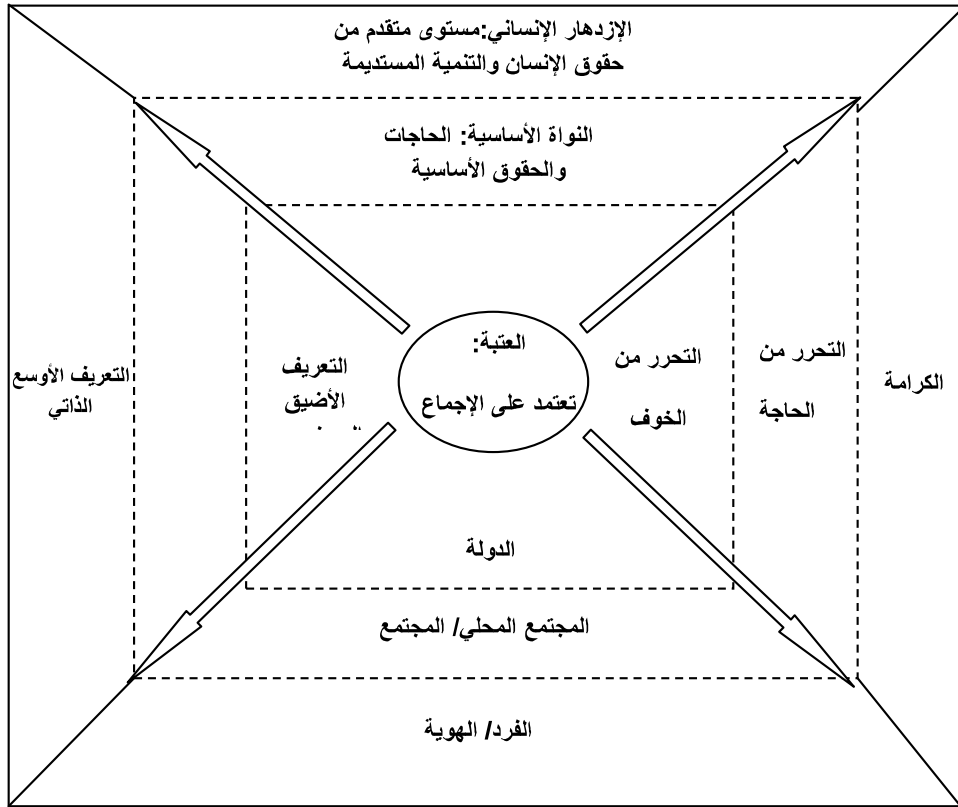 الإزدهار الإنساني:مستوى متقدم من
حقوق الإنسان والتنمية المستديمة
النواة الأساسية: الحاجات
والحقوق الأساسية
العتبة:
تعتمد على الإجماع
التحرر من
الخوف
التحرر من
الحاجة
الكرامة
التعريف
الأضيق
التعريف الأوسع
الذاتي
الدولة
المجتمع المحلي/ المجتمع
الفرد/ الهوية